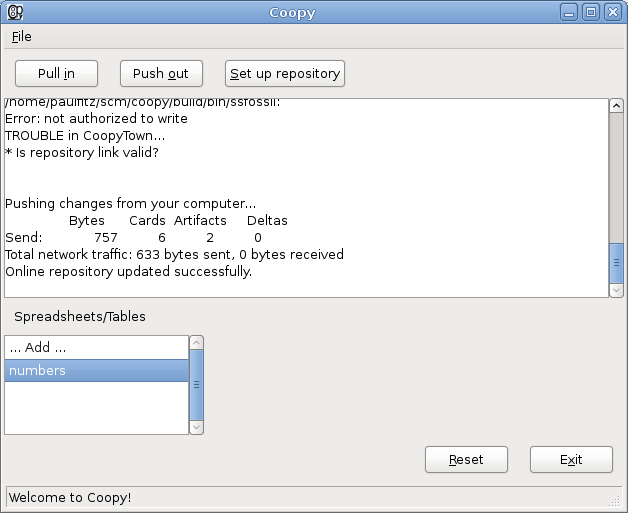 Coopy
File
Pull in Push out Set up repository
/home/paulfitz/scm/coopy/build/bin/ssfossil:
Error: not authorized to write
TROUBLE in CoopyTown...
* Is repository link valid?
Pushing changes from your computer...
Bytes Cards Artifacts Deltas
Send: 757 6 2 0
Total network traffic: 633 bytes sent, 0 bytes received
Online repository updated successfully.
Spreadsheets/Tables
... Add ...
numbers
Reset Exit
Welcome to Coopy!